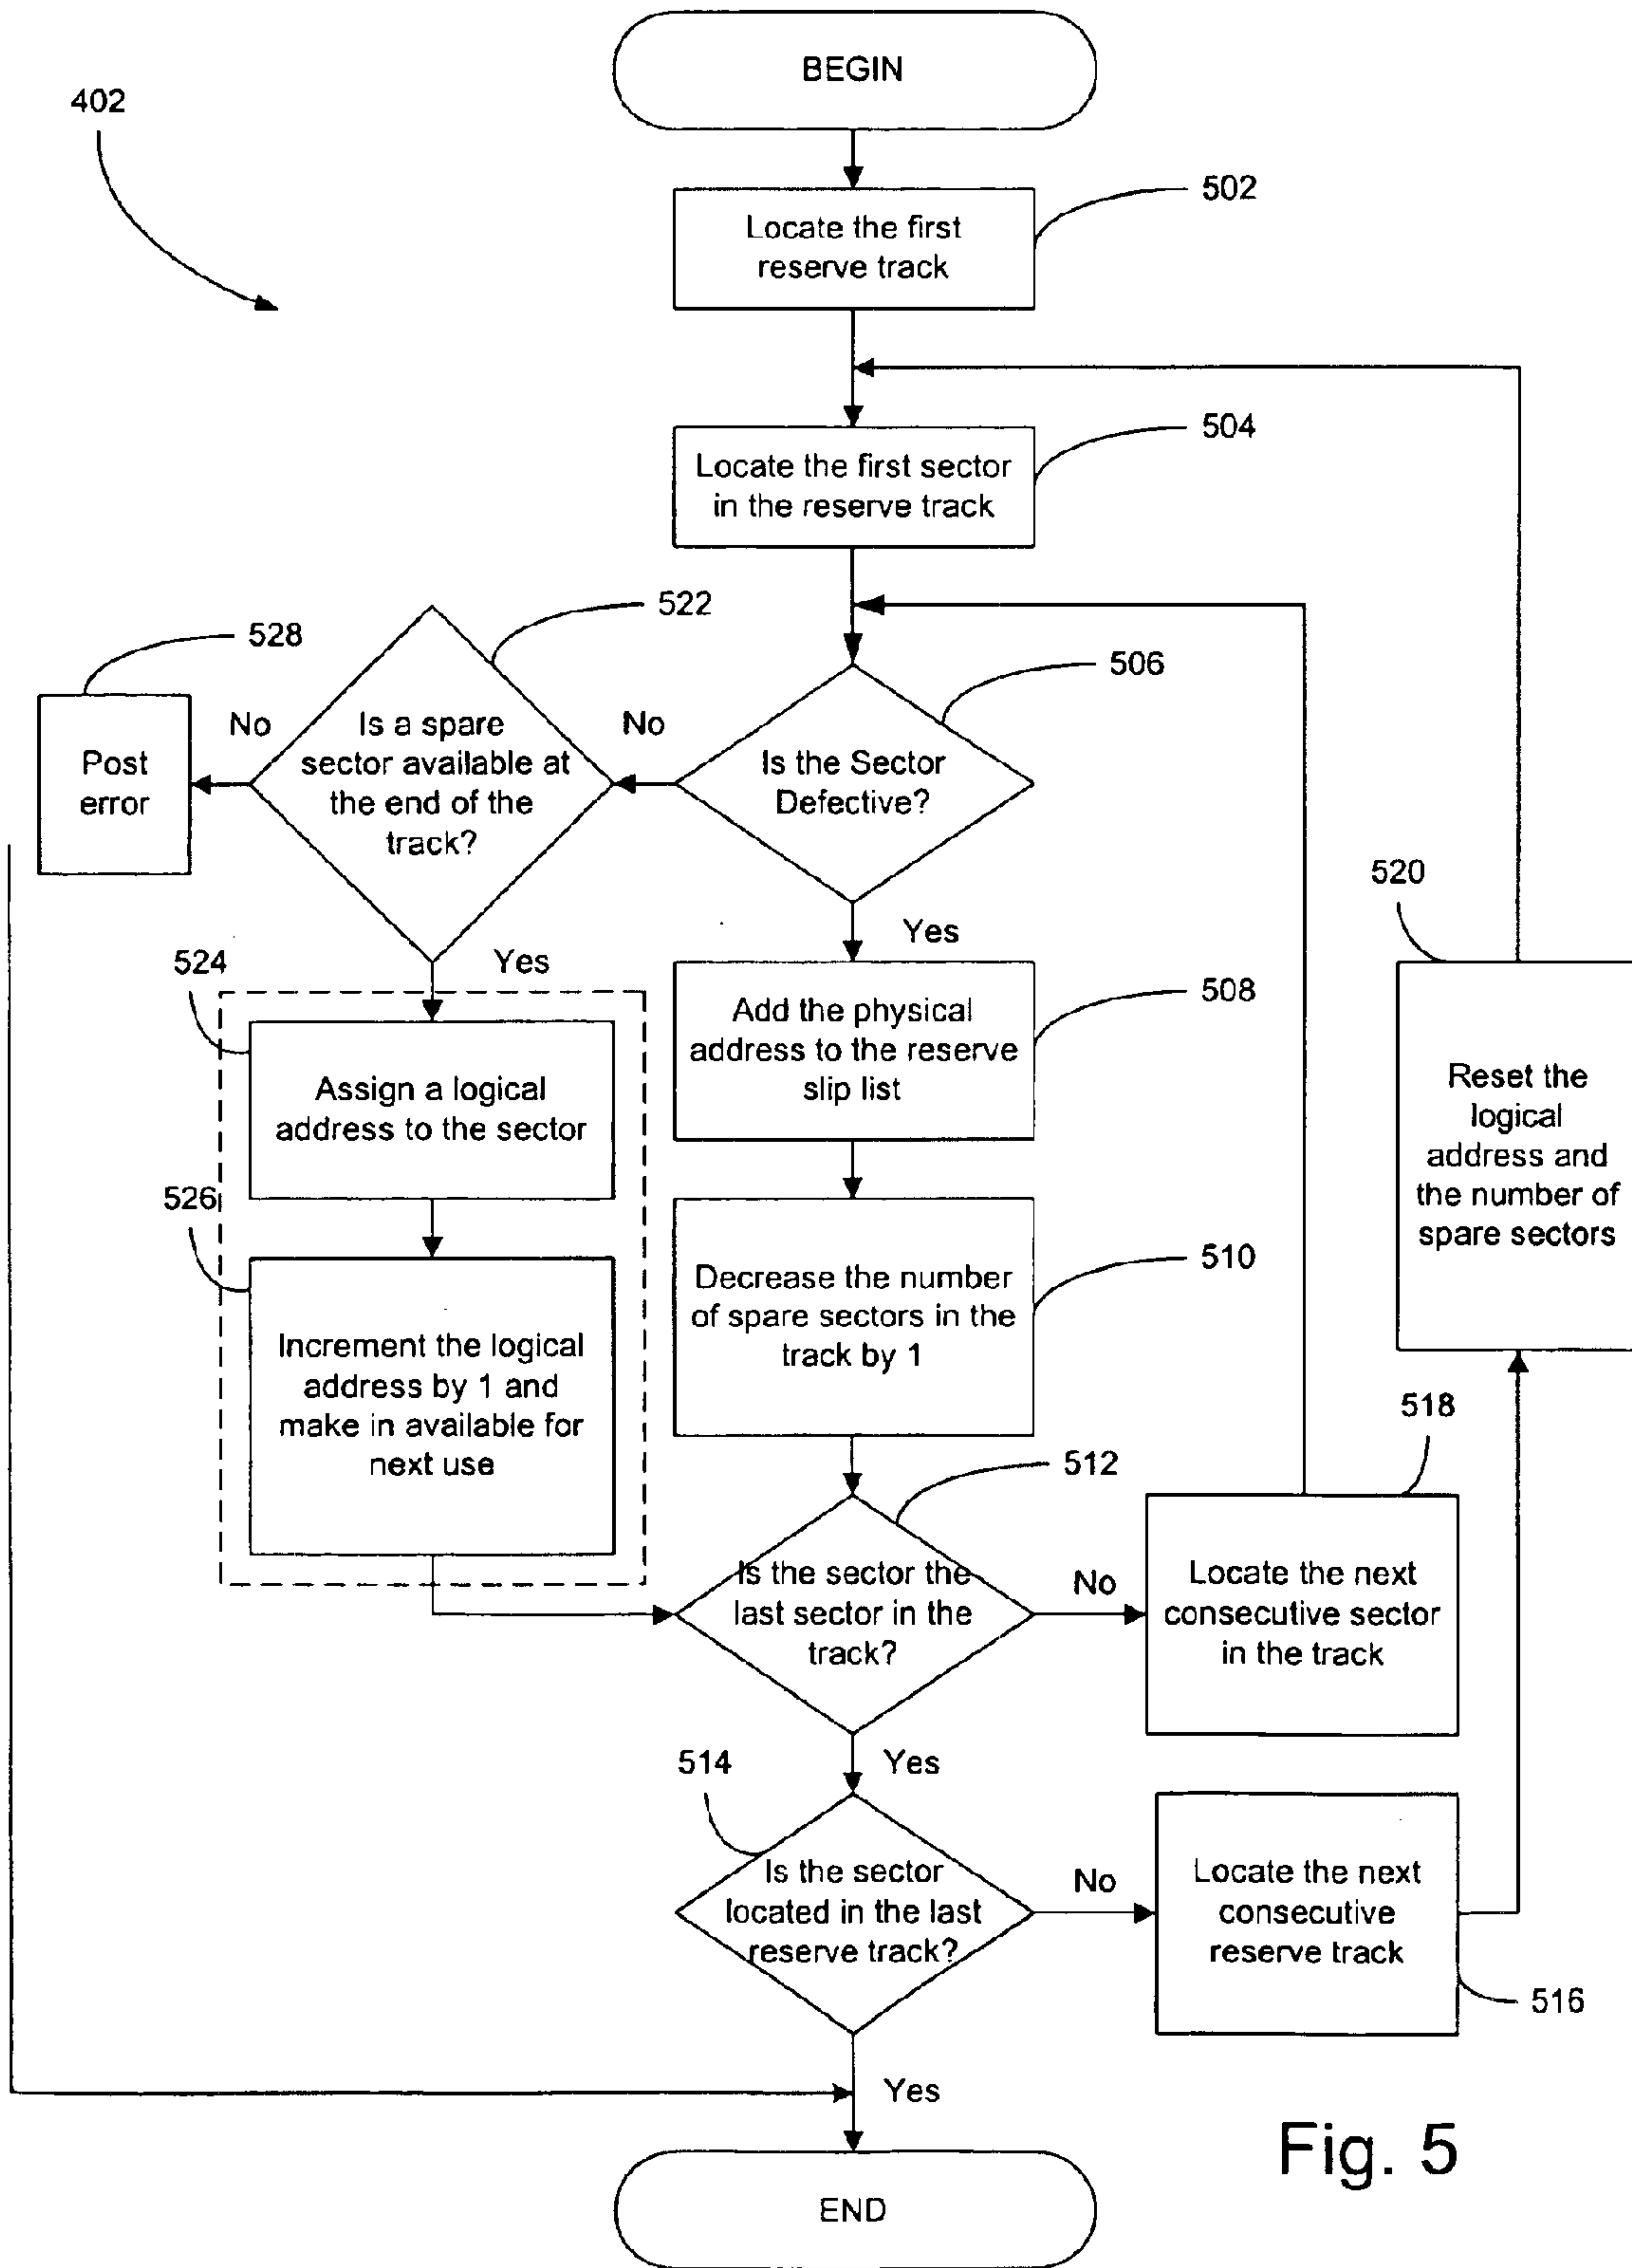 BEGIN
402
502
Locate the first
reserve track
504
Locate the first sector
in the reserve track
522
528
506
No
No
Is a spare
sector available at
the end of the
track?
Post
error
Is the Sector
Defective?
520
Yes
Yes
524
508
Add the physical
address to the reserve
slip list
Assign a logical
address to the sector
Reset the
logical
address and
the number of
spare sectors
526
510
Decrease the number
of spare sectors in the
track by 1
Increment the logical
address by 1 and
make in available for
next use
518
512
Is the sector the
last sector in the
track?
No
Locate the next
consecutive sector
in the track
514
Yes
Is the sector
located in the last
reserve track?
No
Locate the next
consecutive
reserve track
516
Yes
Fig. 5
END